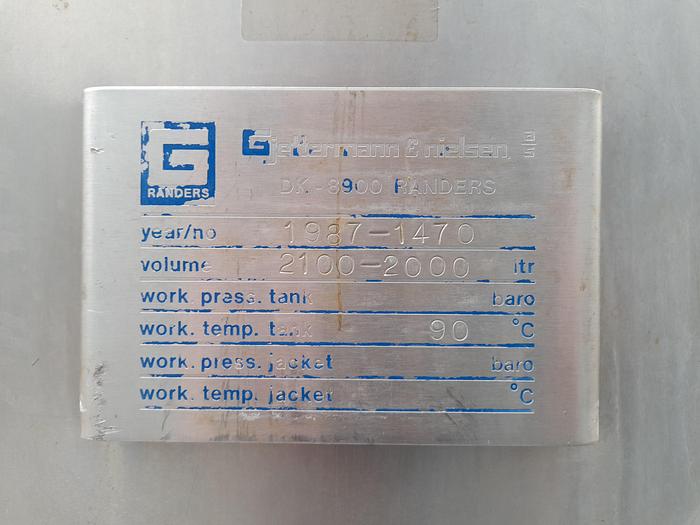 G
RANDERS
Gjetermann & nielsen A/S
DK-8900 RANDERS
year/no 1987-1470
volume 2100-2000 ltr
work. press. tank baro
work. temp. tank 90 °C
work. press. jacket baro
work. temp. jacket °C